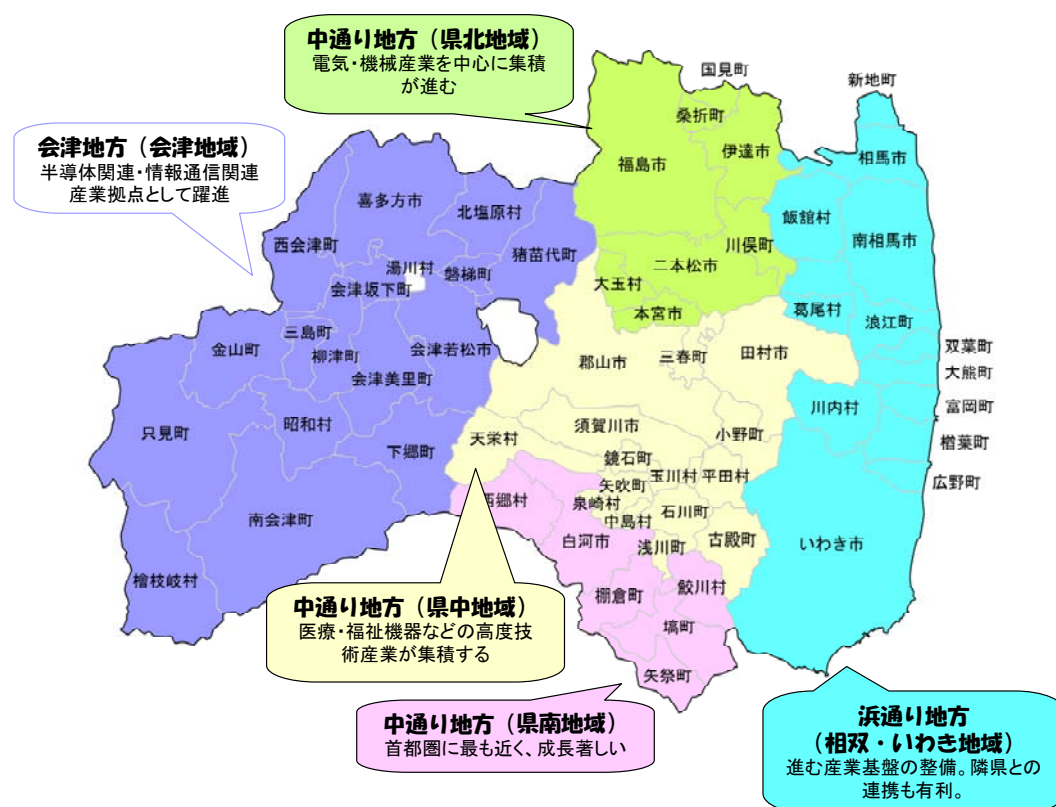 中通り地方（県北地域）
電気・機械産業を中心に集積
が進む
会津地方（会津地域）
半導体関連・情報通信関連
産業拠点として躍進
国見町
新地町
桑折町
伊達市
相馬市
福島市
喜多方市
北塩原村
飯舘村
西会津町
猪苗代町
川俣町
南相馬市
湯川村
磐梯町
二本松市
会津坂下町
大玉村
本宮市
葛尾村
浪江町
三島町
金山町
柳津町
会津若松市
郡山市
三春町
田村市
双葉町
大熊町
会津美里町
川内村
富岡町
只見町
昭和村
下郷町
天栄村
須賀川市
小野町
楢葉町
鏡石町
矢吹町
玉川村
平田村
広野町
西郷村
泉崎村
中島村
石川町
南会津町
白河市
浅川町
古殿町
いわき市
檜枝岐村
棚倉町
鮫川村
中通り地方（県中地域）
医療・福祉機器などの高度技
術産業が集積する
塙町
矢祭町
中通り地方（県南地域）
首都圏に最も近く、成長著しい
浜通り地方
（相双・いわき地域）
進む産業基盤の整備。隣県との
連携も有利。